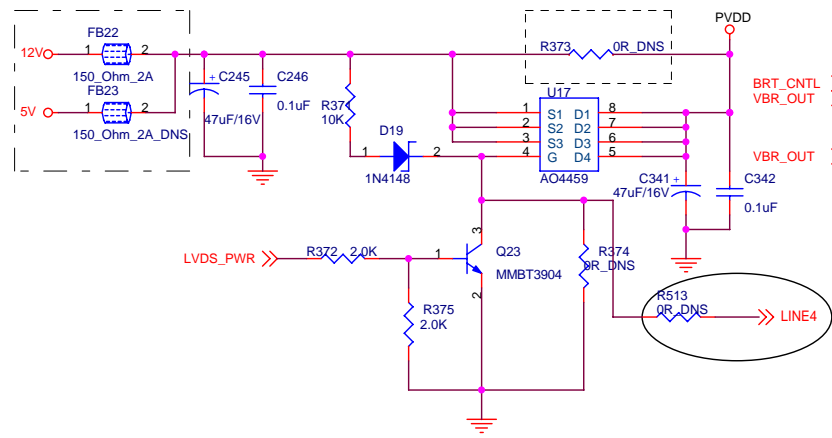 FB22
12V
1
2
150_Ohm_2A
FB23
5V
1
2
150_Ohm_2A_DNS
+
C245
47uF/16V
C246
0.1uF
R371
10K
D19
1
2
1N4148
R373
0R_DNS
PVDD
U17
1 S1 D1 8
2 S2 D2 7
3 S3 D3 6
4 G D4 5
AO4459
BRT_CNTL
VBR_OUT
VBR_OUT
C341
+
47uF/16V
C342
0.1uF
LVDS_PWR
R372
2.0K
1
3
2
Q23
MMBT3904
R375
2.0K
R374
0R_DNS
R513
0R_DNS
LINE4